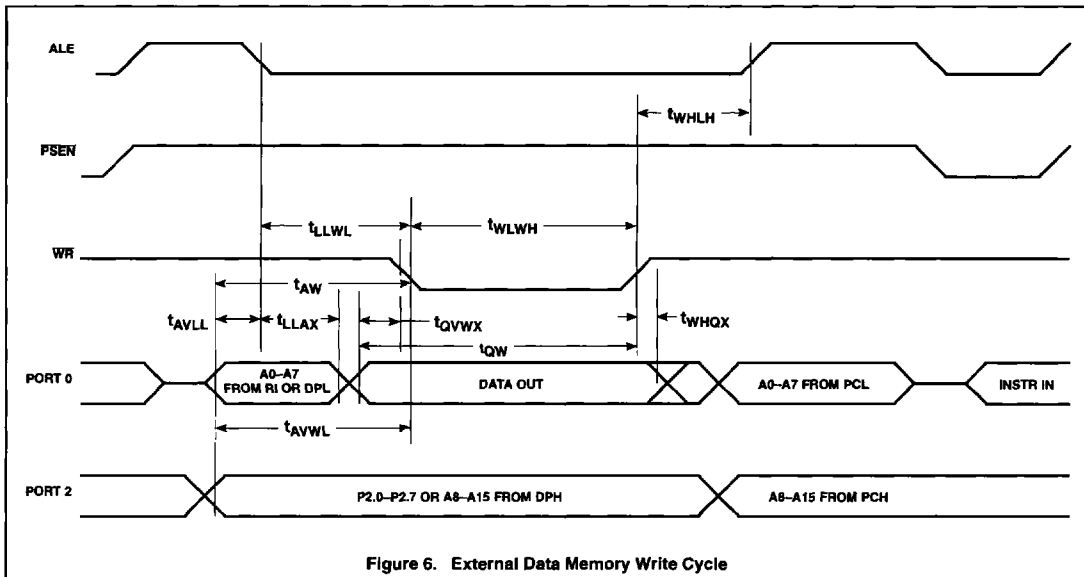 ALE
tWHLH
PSEN
tLLWL
tWLWH
WR
tAW
tAVLL
tLLAX
tQVWX
tWHQX
tQW
PORT 0
A0–A7
FROM RI OR DPL
DATA OUT
A0–A7 FROM PCL
INSTR IN
tAVWL
PORT 2
P2.0–P2.7 OR A8–A15 FROM DPH
A8–A15 FROM PCH
Figure 6. External Data Memory Write Cycle